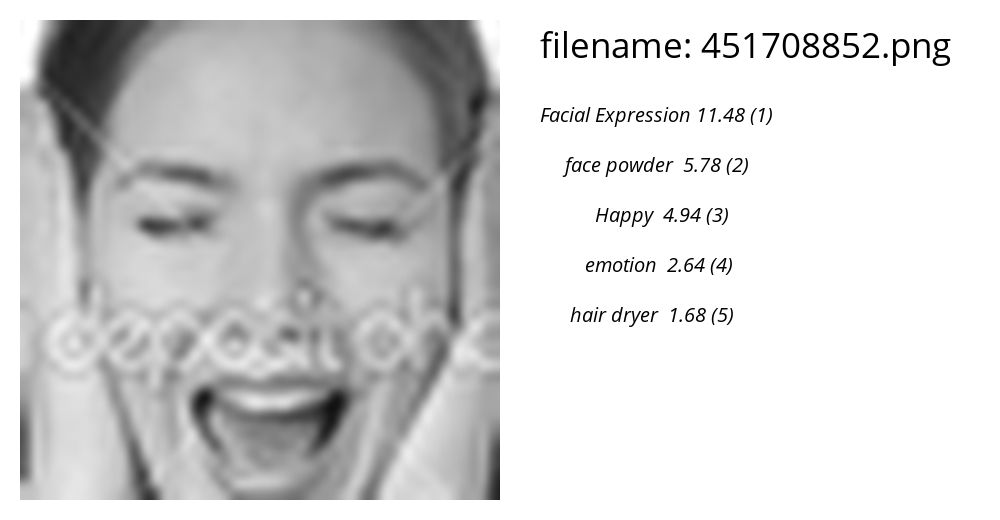 filename: 451708852.png
Facial Expression 11.48 (1)
face powder 5.78 (2)
Happy 4.94 (3)
emotion 2.64 (4)
hair dryer 1.68 (5)
depositpho